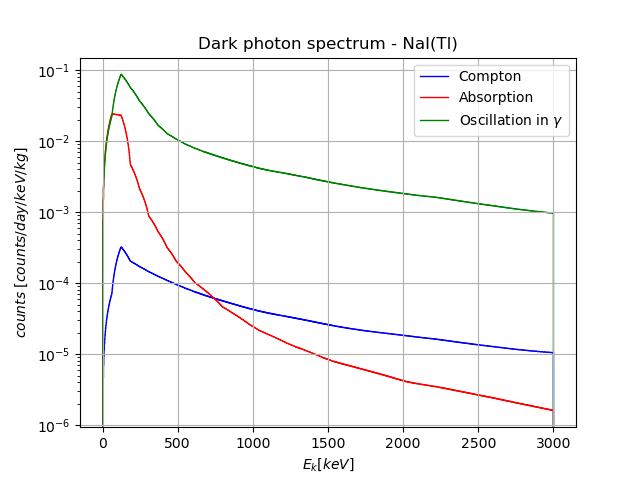 Dark photon spectrum - NaI(Tl)
Compton
Absorption
Oscillation in γ
10⁻¹
10⁻²
10⁻³
10⁻⁴
10⁻⁵
10⁻⁶
counts [counts/day/keV/kg]
0 500 1000 1500 2000 2500 3000
E_k[keV]